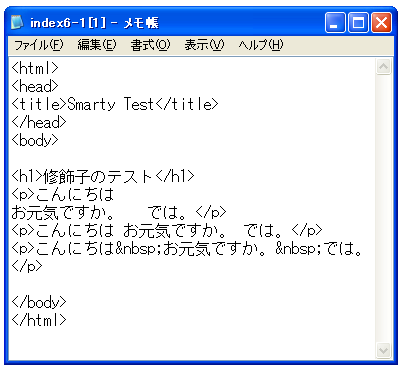 index6-1[1] - メモ帳
ファイル(F) 編集(E) 書式(O) 表示(V) ヘルプ(H)
<html>
<head>
<title>Smarty Test</title>
</head>
<body>
<h1>修飾子のテスト</h1>
<p>こんにちは
お元気ですか。　　では。</p>
<p>こんにちは お元気ですか。 では。</p>
<p>こんにちは&nbsp;お元気ですか。&nbsp;では。
</p>
</body>
</html>